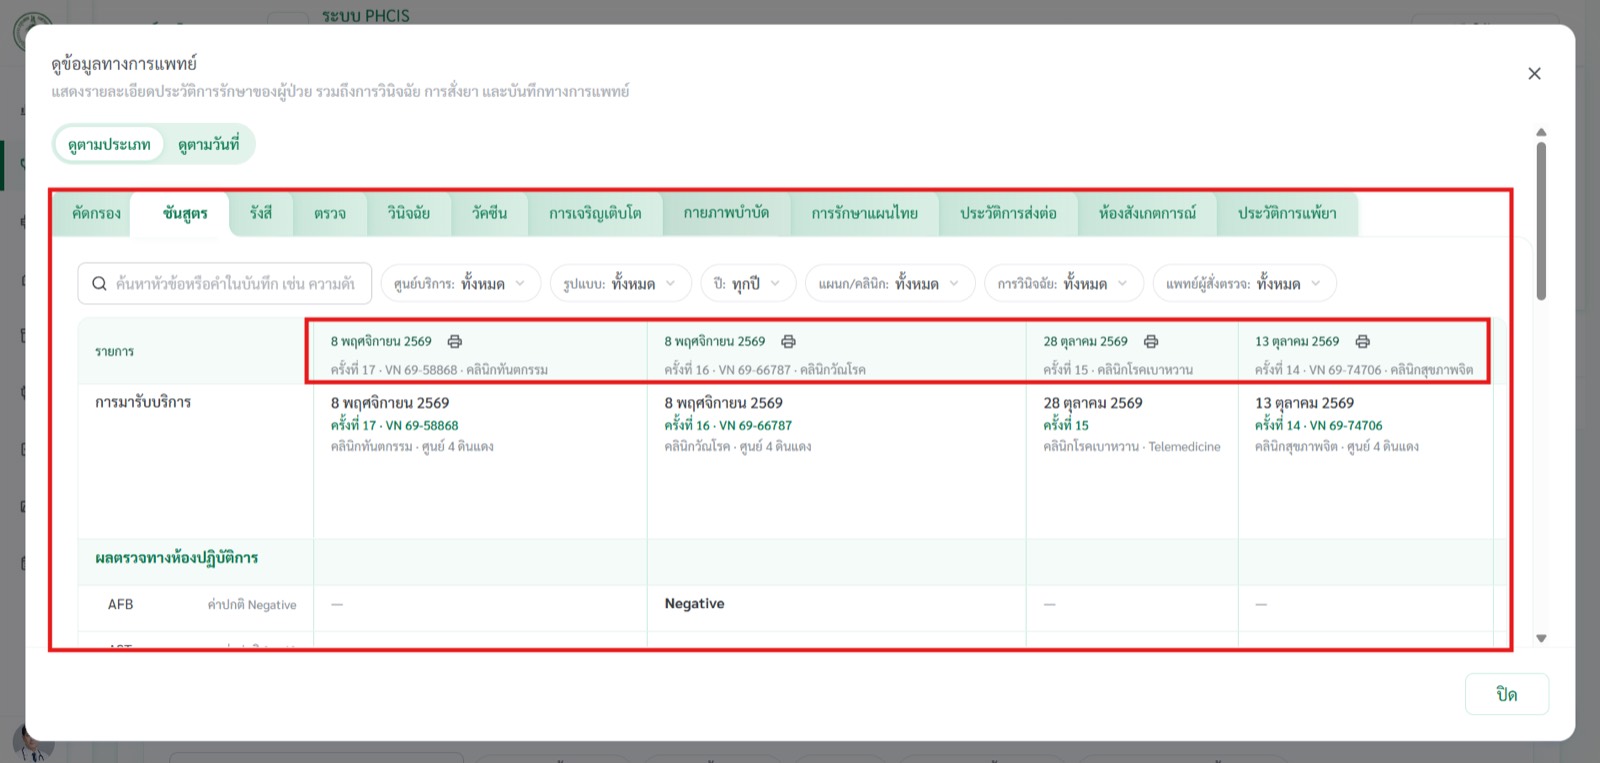 ระบบ PHCIS
ดูข้อมูลทางการแพทย์
แสดงรายละเอียดประวัติการรักษาของผู้ป่วย รวมถึงการวินิจฉัย การสั่งยา และบันทึกทางการแพทย์
ดูตามประเภท ดูตามวันที่
คัดกรอง ชันสูตร รังสี ตรวจ วินิจฉัย วัคซีน การเจริญเติบโต กายภาพบำบัด การรักษาแผนไทย ประวัติการส่งต่อ ห้องสังเกตการณ์ ประวัติการแพ้ยา
ค้นหาหัวข้อหรือคำในบันทึก เช่น ความดัน ศูนย์บริการ: ทั้งหมด รูปแบบ: ทั้งหมด ปี: ทุกปี แผนก/คลินิก: ทั้งหมด การวินิจฉัย: ทั้งหมด แพทย์ผู้สั่งตรวจ: ทั้งหมด
รายการ 8 พฤศจิกายน 2569 8 พฤศจิกายน 2569 28 ตุลาคม 2569 13 ตุลาคม 2569
ครั้งที่ 17 · VN 69-58868 · คลินิกทันตกรรม ครั้งที่ 16 · VN 69-66787 · คลินิกวัณโรค ครั้งที่ 15 · คลินิกโรคเบาหวาน ครั้งที่ 14 · VN 69-74706 · คลินิกสุขภาพจิต
การมารับบริการ 8 พฤศจิกายน 2569 8 พฤศจิกายน 2569 28 ตุลาคม 2569 13 ตุลาคม 2569
ครั้งที่ 17 · VN 69-58868 ครั้งที่ 16 · VN 69-66787 ครั้งที่ 15 ครั้งที่ 14 · VN 69-74706
คลินิกทันตกรรม · ศูนย์ 4 ดินแดง คลินิกวัณโรค · ศูนย์ 4 ดินแดง คลินิกโรคเบาหวาน · Telemedicine คลินิกสุขภาพจิต · ศูนย์ 4 ดินแดง
ผลตรวจทางห้องปฏิบัติการ
AFB ค่าปกติ Negative — Negative — —
ปิด